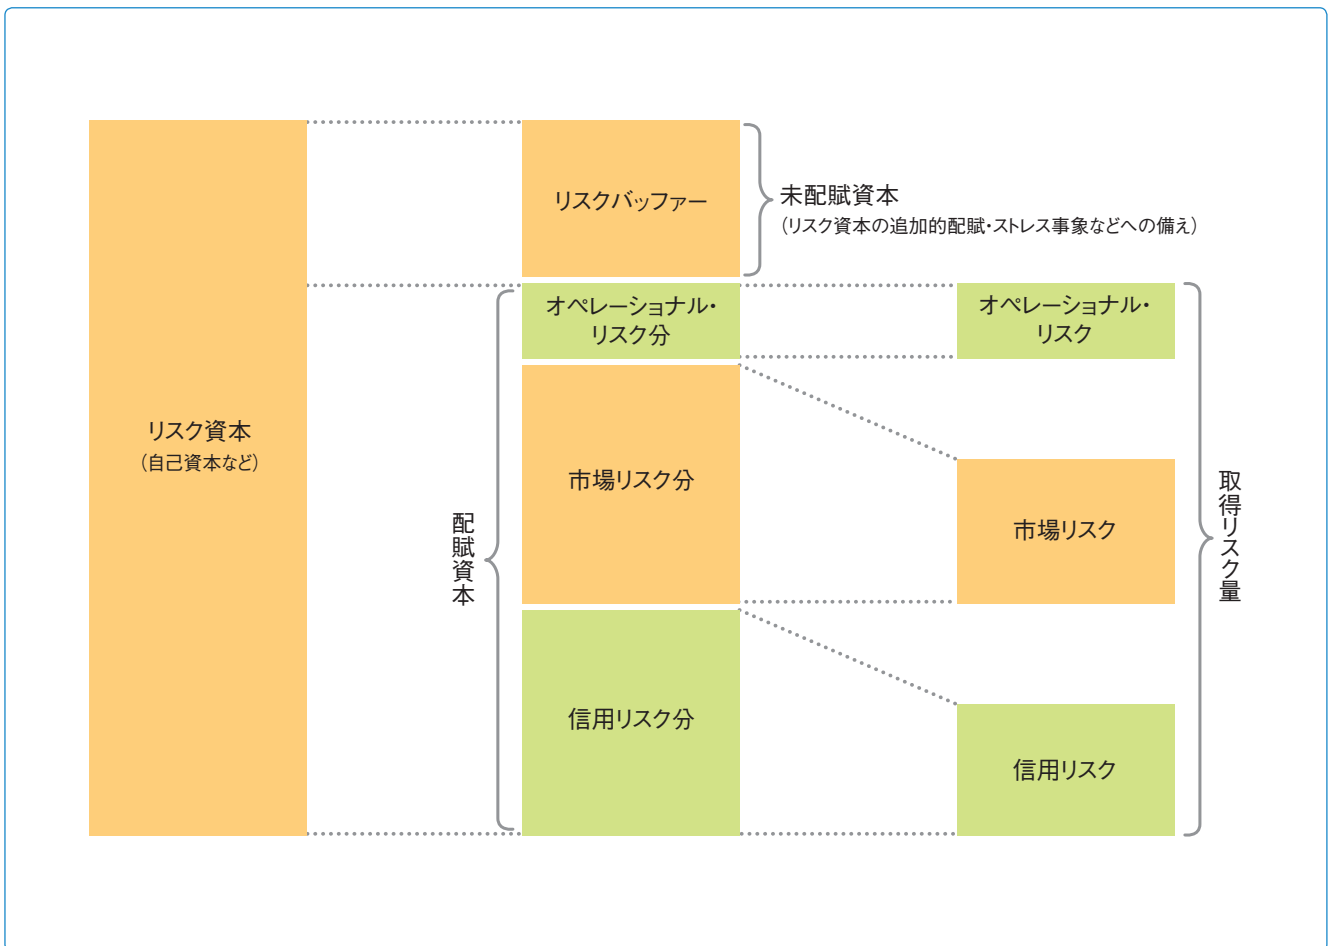 リスク資本
(自己資本など)
配賦資本
リスクバッファー
オペレーショナル・
リスク分
市場リスク分
信用リスク分
未配賦資本
(リスク資本の追加的配賦・ストレス事象などへの備え)
オペレーショナル・
リスク
市場リスク
信用リスク
取得リスク量